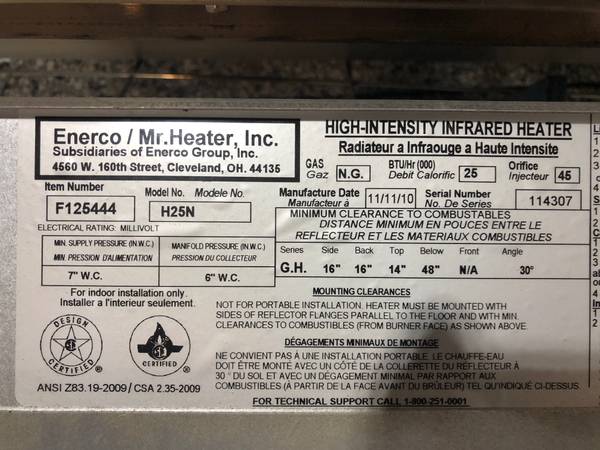 Enerco / Mr.Heater, Inc.
Subsidiaries of Enerco Group, Inc.
4560 W. 160th Street, Cleveland, OH. 44135
HIGH-INTENSITY INFRARED HEATER
Radiateur a Infraouge a Haute Intensite
GAS
Gaz N.G.
BTU/Hr (000)
Debit Calorific 25
Orifice
Injecteur 45
Item Number
F125444
Model No. Modele No.
H25N
Manufacture Date
Manufacteur à 11/11/10
Serial Number
No. De Series 114307
ELECTRICAL RATING: MILLIVOLT
MIN. SUPPLY PRESSURE (IN.W.C.)
MIN. PRESSION D'ALIMENTATION
7" W.C.
MANIFOLD PRESSURE (IN.W.C.)
PRESSION DU COLLECTEUR
6" W.C.
MINIMUM CLEARANCE TO COMBUSTABLES
DISTANCE MINIMUM EN POUCES ENTRE LE
REFLECTEUR ET LES MATERIAUX COMBUSTIBLES
Series Side Back Top Below Front Angle
G.H. 16" 16" 14" 48" N/A 30°
For indoor installation only.
Installer a l'interieur seulement.
MOUNTING CLEARANCES
NOT FOR PORTABLE INSTALLATION. HEATER MUST BE MOUNTED WITH
SIDES OF REFLECTOR FLANGES PARALLEL TO THE FLOOR AND WITH MIN.
CLEARANCES TO COMBUSTIBLES (FROM BURNER FACE) AS SHOWN ABOVE.
DÉGAGEMENTS MINIMAUX DE MONTAGE
NE CONVIENT PAS À UNE INSTALLATION PORTABLE. LE CHAUFFE-EAU
DOIT ÊTRE MONTÉ AVEC UN CÔTÉ DE LA COLLERETTE DU RÉFLECTEUR À
30 ° DU SOL ET AVEC UN DÉGAGEMENT MINIMAL PAR RAPPORT AUX
COMBUSTIBLES (À PARTIR DE LA FACE AVANT DU BRÛLEUR) TEL QU'INDIQUÉ CI-DESSUS.
DESIGN
CERTIFIED
CERTIFIED
ANSI Z83.19-2009 / CSA 2.35-2009
FOR TECHNICAL SUPPORT CALL 1-800-251-0001